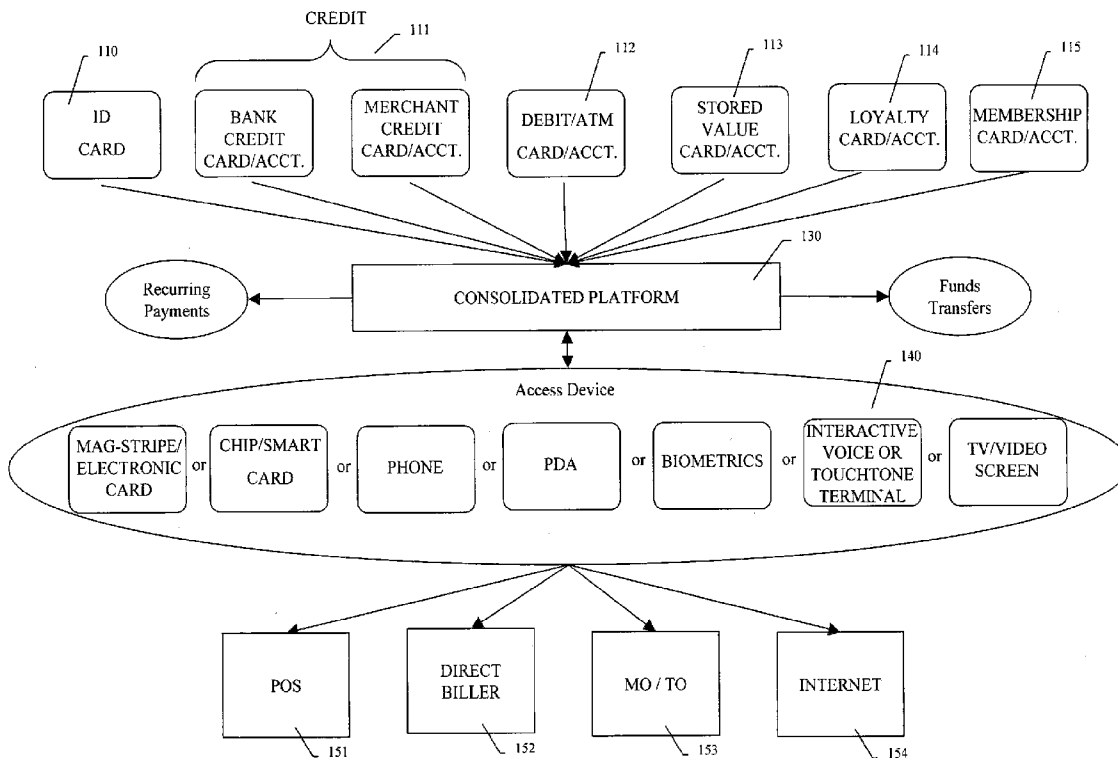 CREDIT
110
111
112
113
114
115
ID
CARD
BANK
CREDIT
CARD/ACCT.
MERCHANT
CREDIT
CARD/ACCT.
DEBIT/ATM
CARD/ACCT.
STORED
VALUE
CARD/ACCT.
LOYALTY
CARD/ACCT.
MEMBERSHIP
CARD/ACCT.
130
Recurring
Payments
CONSOLIDATED PLATFORM
Funds
Transfers
140
Access Device
MAG-STRIPE/
ELECTRONIC
CARD
or
CHIP/SMART
CARD
or
PHONE
or
PDA
or
BIOMETRICS
or
INTERACTIVE
VOICE OR
TOUCHTONE
TERMINAL
or
TV/VIDEO
SCREEN
POS
DIRECT
BILLER
MO / TO
INTERNET
151
152
153
154